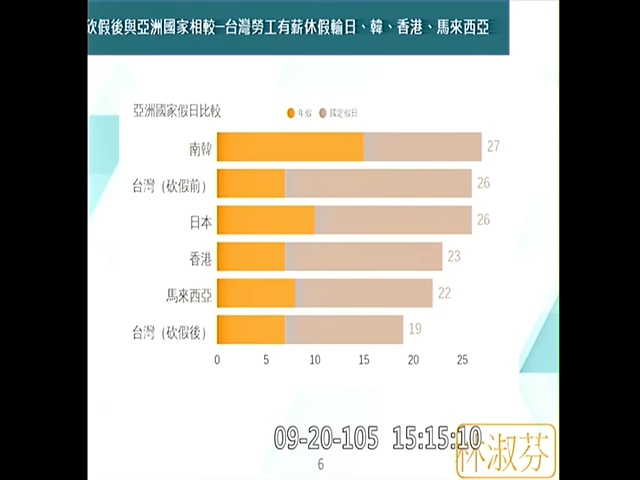 砍假後與亞洲國家相較─台灣勞工有薪休假輸日、韓、香港、馬來西亞
亞洲國家假日比較
年假 國定假日
南韓 27
台灣（砍假前） 26
日本 26
香港 23
馬來西亞 22
台灣（砍假後） 19
0 5 10 15 20 25
09-20-105 15:15:10
林淑芬
6